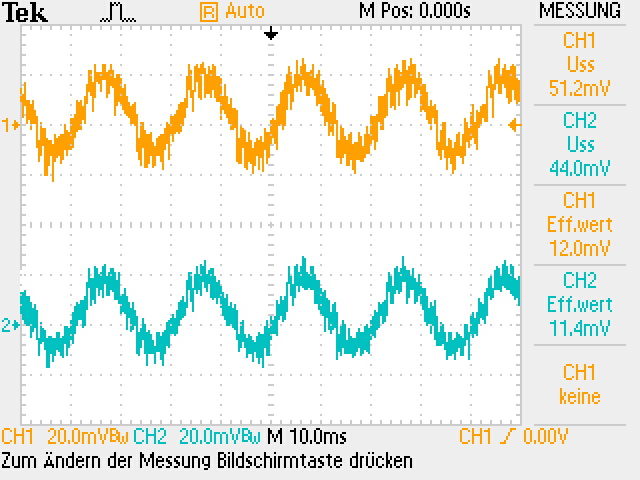 Tek R Auto M Pos: 0.000s MESSUNG
CH1
Uss
51.2mV
CH2
Uss
44.0mV
CH1
Eff.wert
12.0mV
CH2
Eff.wert
11.4mV
CH1
keine
1
2
CH1 20.0mVBw CH2 20.0mVBw M 10.0ms CH1 0.00V
Zum Ändern der Messung Bildschirmtaste drücken